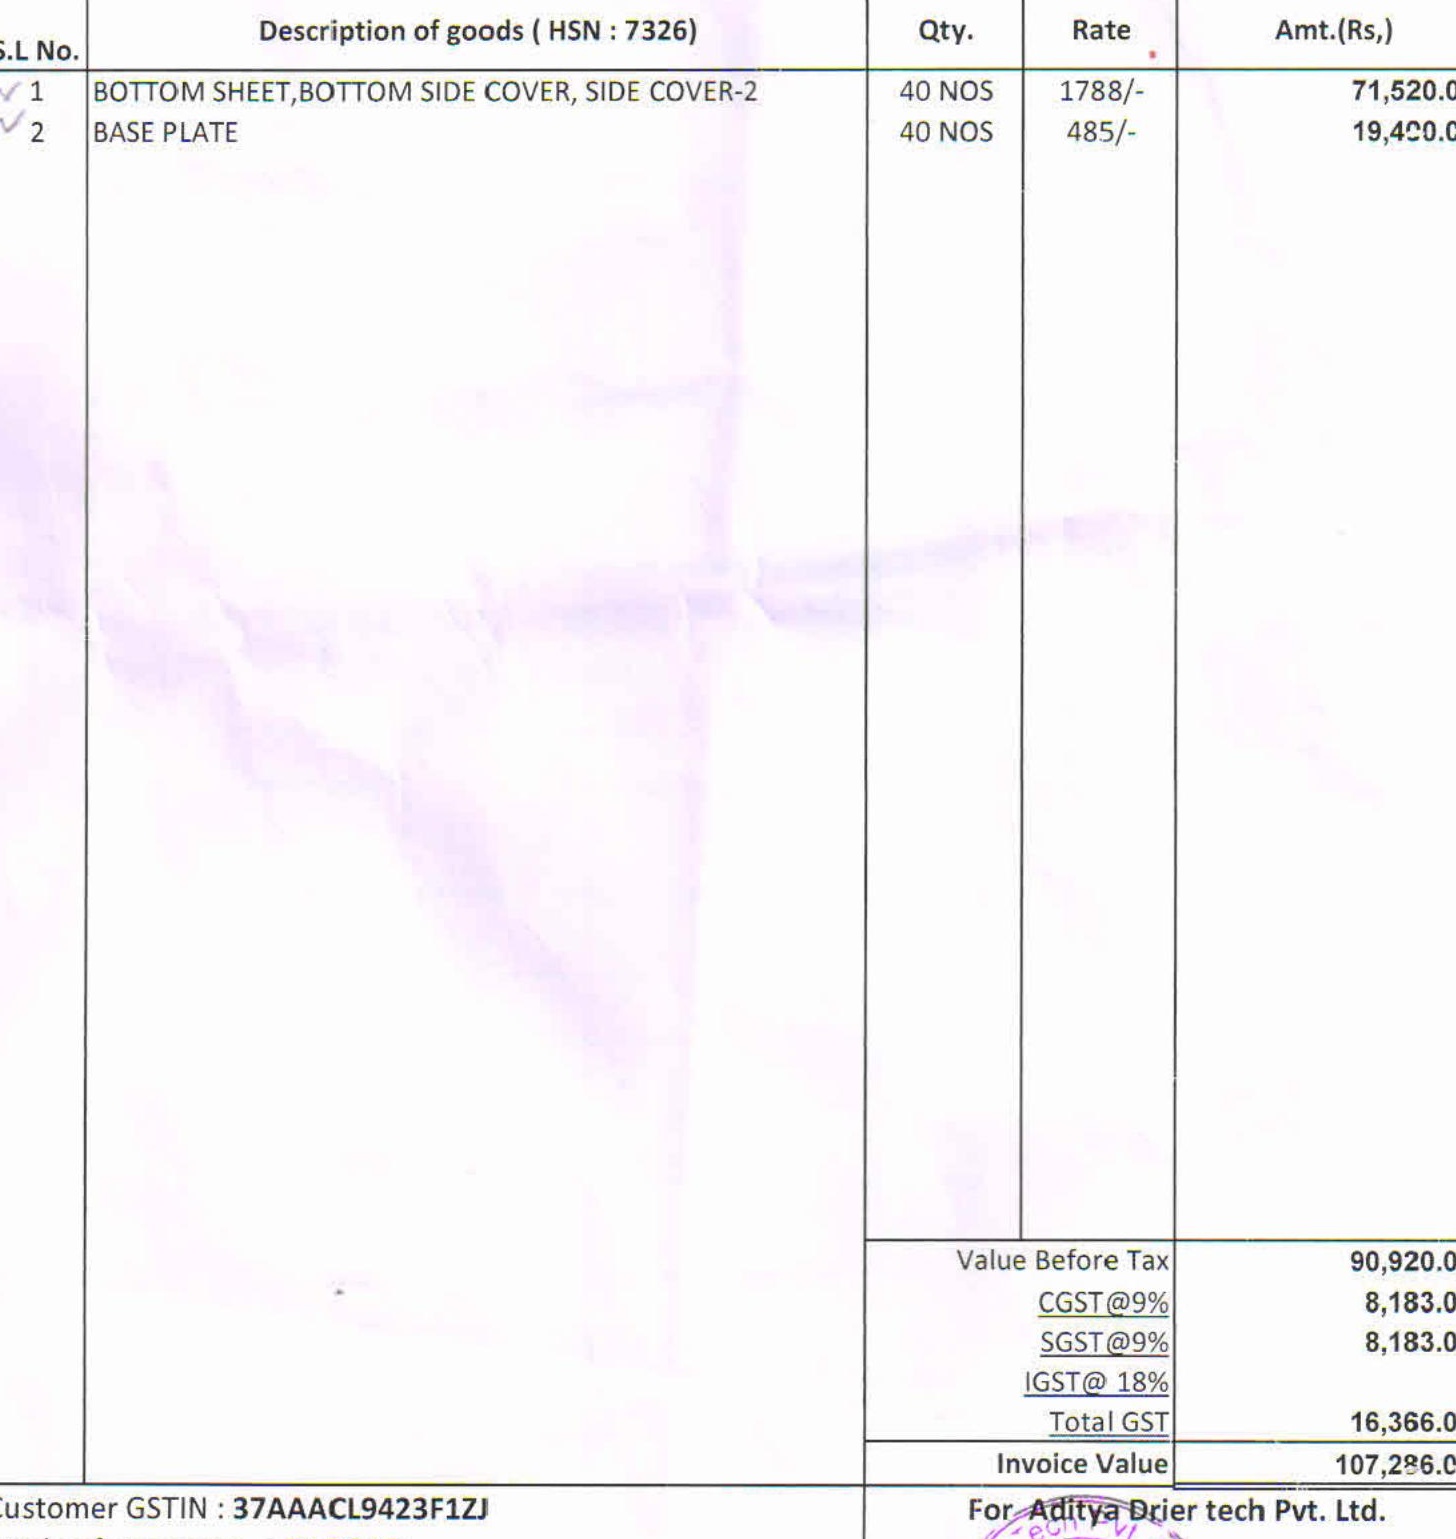 Description of goods ( HSN : 7326) Qty. Rate Amt.(Rs,)
S.L No.
1 BOTTOM SHEET,BOTTOM SIDE COVER, SIDE COVER-2 40 NOS 1788/- 71,520.0
2 BASE PLATE 40 NOS 485/- 19,400.0
Value Before Tax 90,920.0
CGST@9% 8,183.0
SGST@9% 8,183.0
IGST@ 18%
Total GST 16,366.0
Invoice Value 107,286.0
Customer GSTIN : 37AAACL9423F1ZJ For Aditya Drier tech Pvt. Ltd.